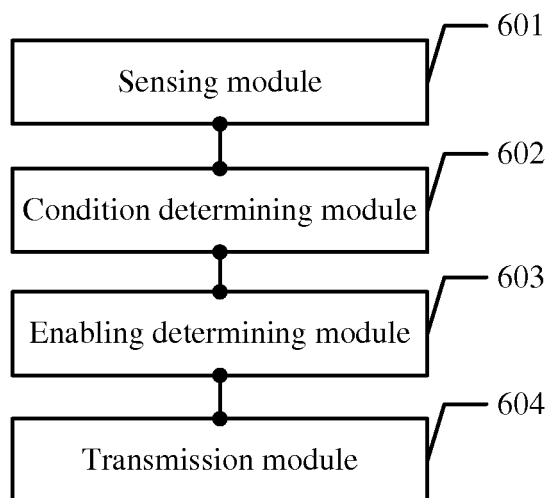 601
Sensing module
602
Condition determining module
603
Enabling determining module
604
Transmission module